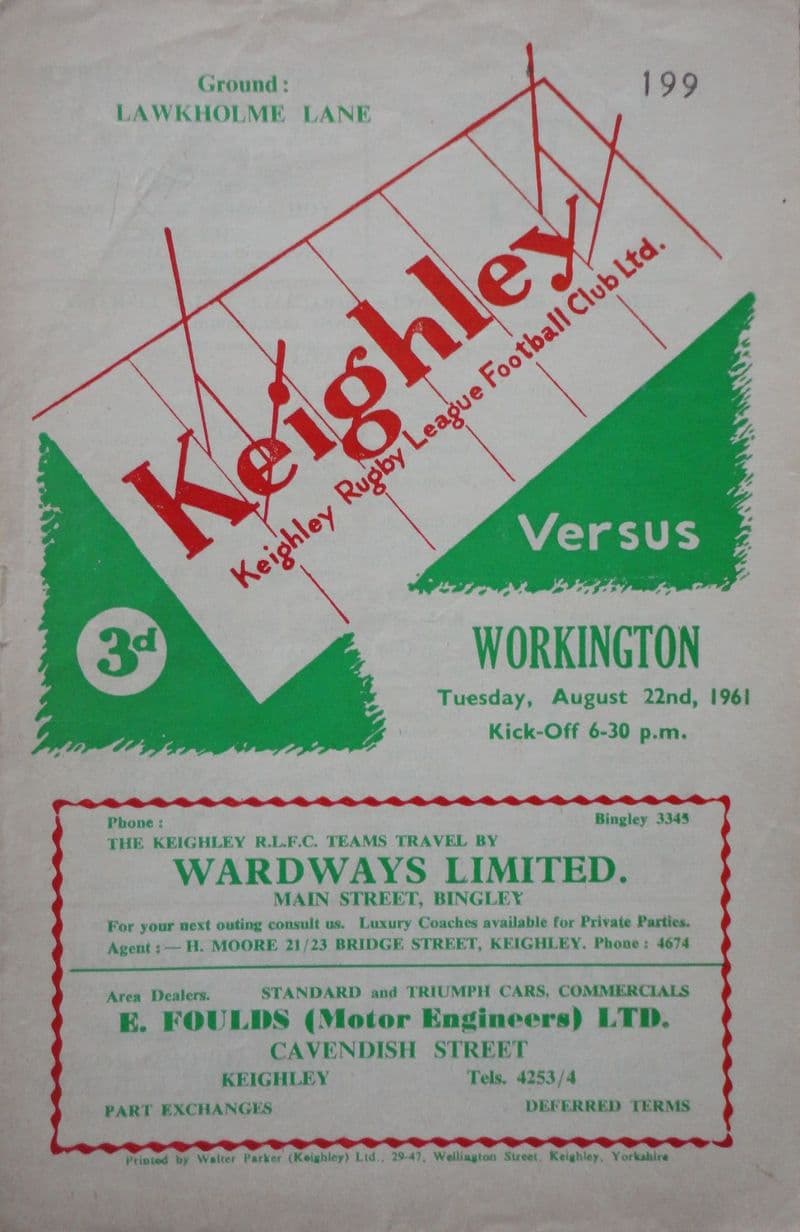 Ground :
LAWKHOLME LANE
199
Keighley
Keighley Rugby League Football Club Ltd.
Versus
3d
WORKINGTON
Tuesday, August 22nd, 1961
Kick-Off 6-30 p.m.
Phone : Bingley 3345
THE KEIGHLEY R.L.F.C. TEAMS TRAVEL BY
WARDWAYS LIMITED.
MAIN STREET, BINGLEY
For your next outing consult us. Luxury Coaches available for Private Parties.
Agent :— H. MOORE 21/23 BRIDGE STREET, KEIGHLEY. Phone : 4674
Area Dealers. STANDARD and TRIUMPH CARS, COMMERCIALS
E. FOULDS (Motor Engineers) LTD.
CAVENDISH STREET
KEIGHLEY Tels. 4253/4
PART EXCHANGES DEFERRED TERMS
Printed by Walter Parker (Keighley) Ltd., 29-47, Wellington Street, Keighley, Yorkshire